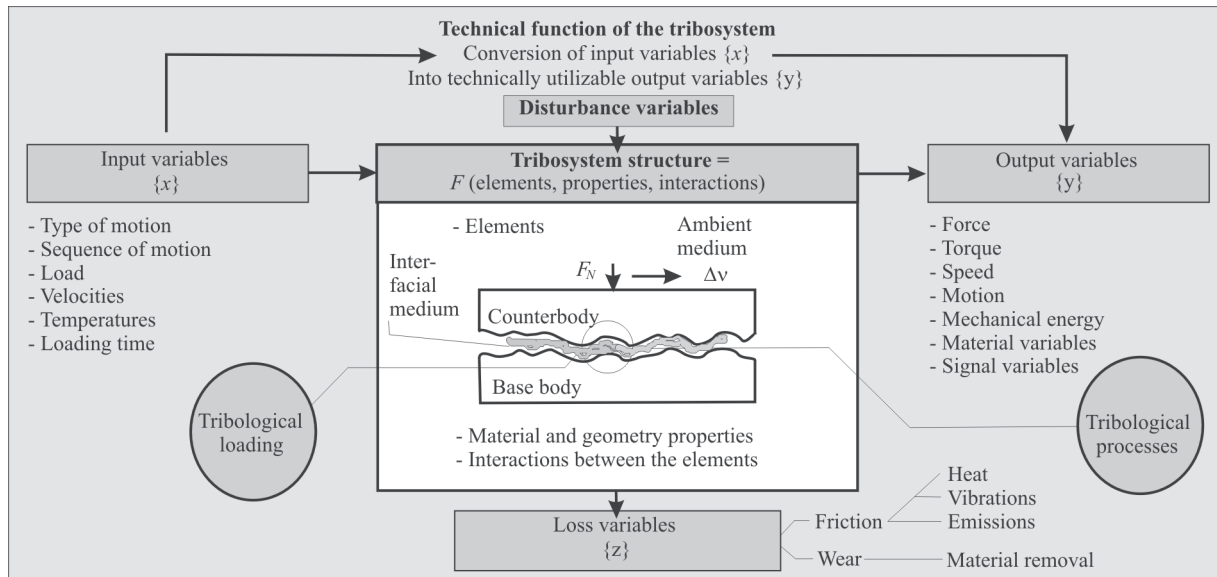 Technical function of the tribosystem
Conversion of input variables {x}
Into technically utilizable output variables {y}
Disturbance variables
Input variables
{x}
Tribosystem structure =
F (elements, properties, interactions)
Output variables
{y}
- Type of motion
- Sequence of motion
- Load
- Velocities
- Temperatures
- Loading time
- Elements
Ambient
medium
Inter-
facial
medium
F_N
Δν
Counterbody
Base body
- Material and geometry properties
- Interactions between the elements
- Force
- Torque
- Speed
- Motion
- Mechanical energy
- Material variables
- Signal variables
Tribological
loading
Tribological
processes
Loss variables
{z}
Friction
Heat
Vibrations
Emissions
Wear
Material removal